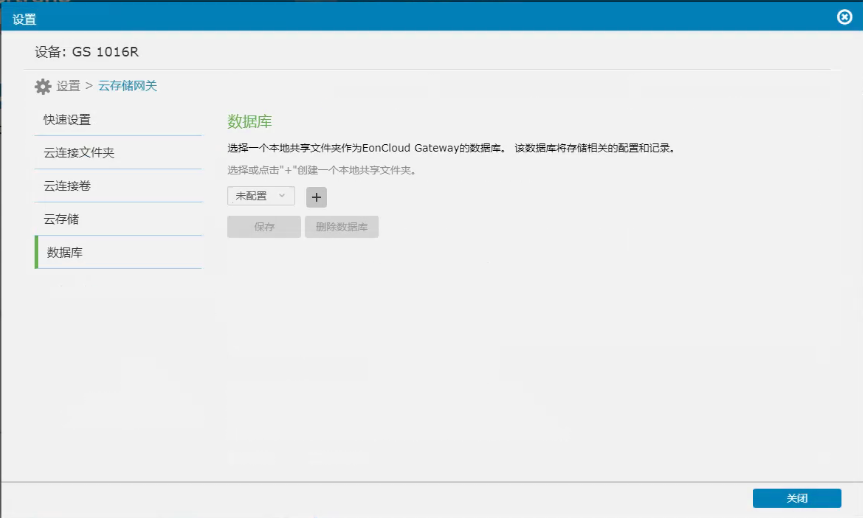 设置
设备: GS 1016R
设置 > 云存储网关
快速设置
云连接文件夹
云连接卷
云存储
数据库
数据库
选择一个本地共享文件夹作为EonCloud Gateway的数据库。 该数据库将存储相关的配置和记录。
选择或点击"+"创建一个本地共享文件夹。
未配置
+
保存 删除数据库
关闭